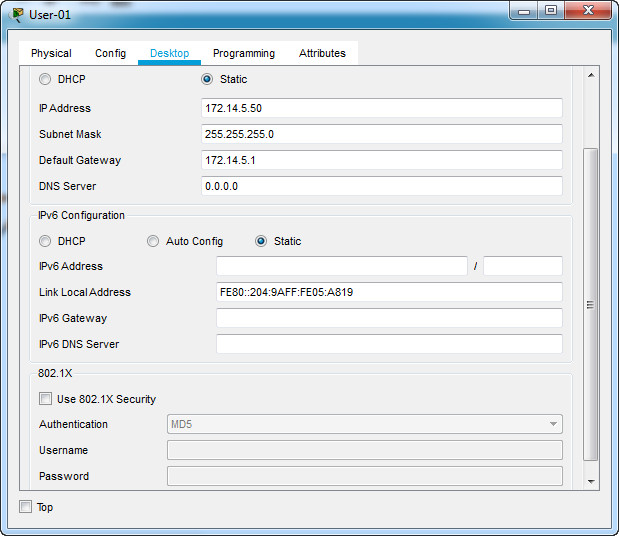 User-01
Physical Config Desktop Programming Attributes
DHCP Static
IP Address 172.14.5.50
Subnet Mask 255.255.255.0
Default Gateway 172.14.5.1
DNS Server 0.0.0.0
IPv6 Configuration
DHCP Auto Config Static
IPv6 Address /
Link Local Address FE80::204:9AFF:FE05:A819
IPv6 Gateway
IPv6 DNS Server
802.1X
Use 802.1X Security
Authentication MD5
Username
Password
Top